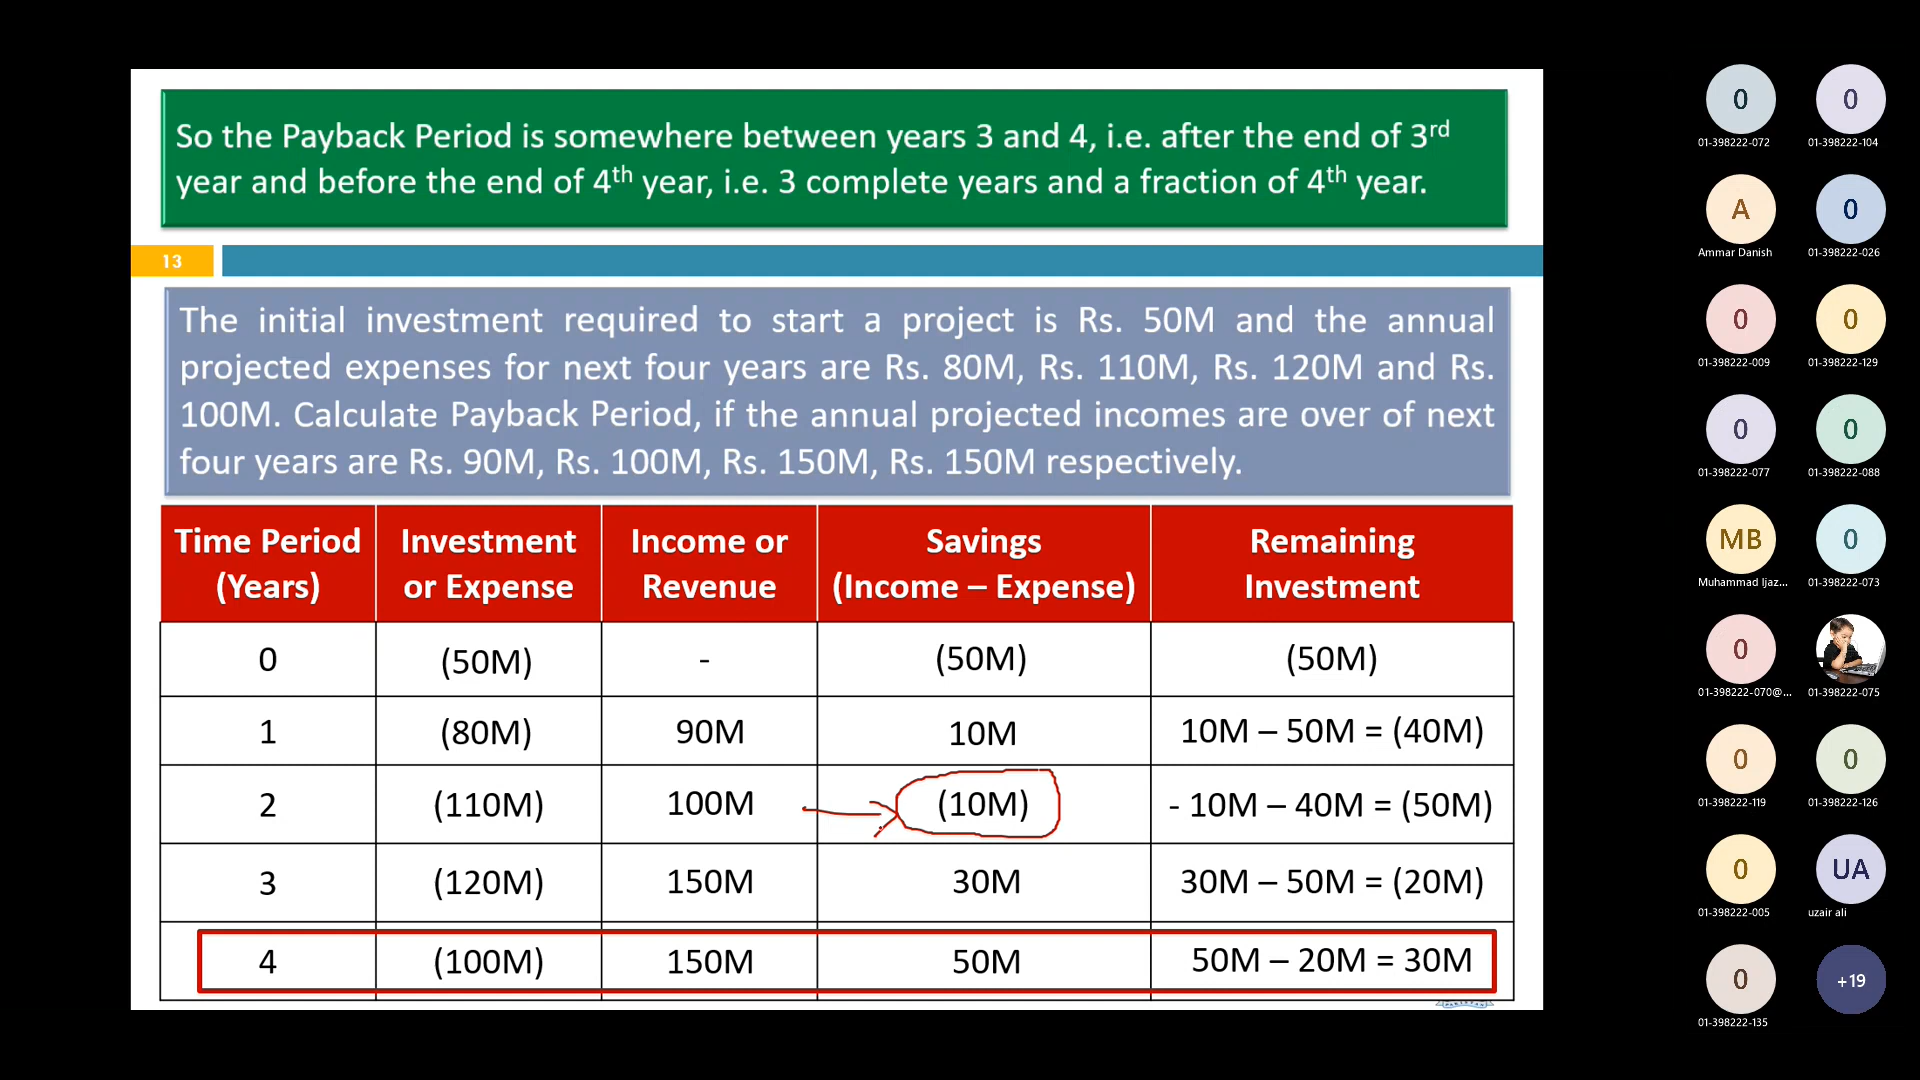 So the Payback Period is somewhere between years 3 and 4, i.e. after the end of 3rd
year and before the end of 4th year, i.e. 3 complete years and a fraction of 4th year.
13
The initial investment required to start a project is Rs. 50M and the annual
projected expenses for next four years are Rs. 80M, Rs. 110M, Rs. 120M and Rs.
100M. Calculate Payback Period, if the annual projected incomes are over of next
four years are Rs. 90M, Rs. 100M, Rs. 150M, Rs. 150M respectively.
Time Period (Years) Investment or Expense Income or Revenue Savings (Income – Expense) Remaining Investment
0 (50M) - (50M) (50M)
1 (80M) 90M 10M 10M – 50M = (40M)
2 (110M) 100M (10M) - 10M – 40M = (50M)
3 (120M) 150M 30M 30M – 50M = (20M)
4 (100M) 150M 50M 50M – 20M = 30M
0 0
01-398222-072 01-398222-104
A 0
Ammar Danish 01-398222-026
0 0
01-398222-009 01-398222-129
0 0
01-398222-077 01-398222-088
MB 0
Muhammad Ijaz... 01-398222-073
0
01-398222-070@... 01-398222-075
0 0
01-398222-119 01-398222-126
0 UA
01-398222-005 uzair ali
0 +19
01-398222-135